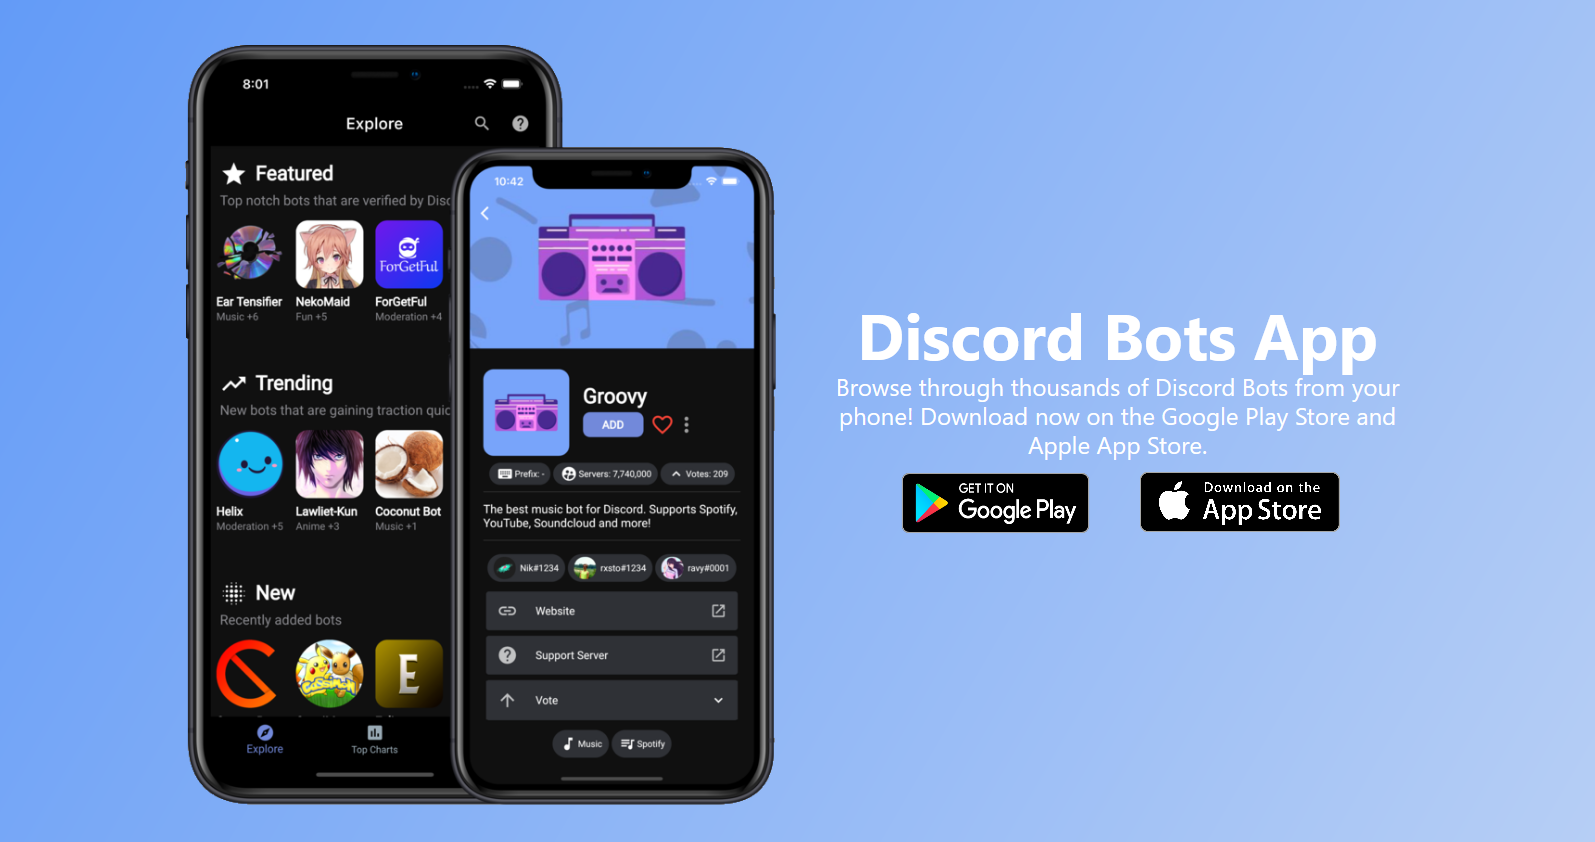 8:01
Explore
Featured
Top notch bots that are verified by Disc
ForGetFul
Ear Tensifier
NekoMaid
ForGetFul
Music +6
Fun +5
Moderation +4
Trending
New bots that are gaining traction quic
Helix
Lawliet-Kun
Coconut Bot
Moderation +5
Anime +3
Music +1
New
Recently added bots
E
Explore
Top Charts
10:42
Groovy
ADD
Prefix: -
Servers: 7,740,000
Votes: 209
The best music bot for Discord. Supports Spotify,
YouTube, Soundcloud and more!
Nik#1234
rxsto#1234
ravy#0001
Website
Support Server
Vote
Music
Spotify
Discord Bots App
Browse through thousands of Discord Bots from your
phone! Download now on the Google Play Store and
Apple App Store.
GET IT ON
Google Play
Download on the
App Store